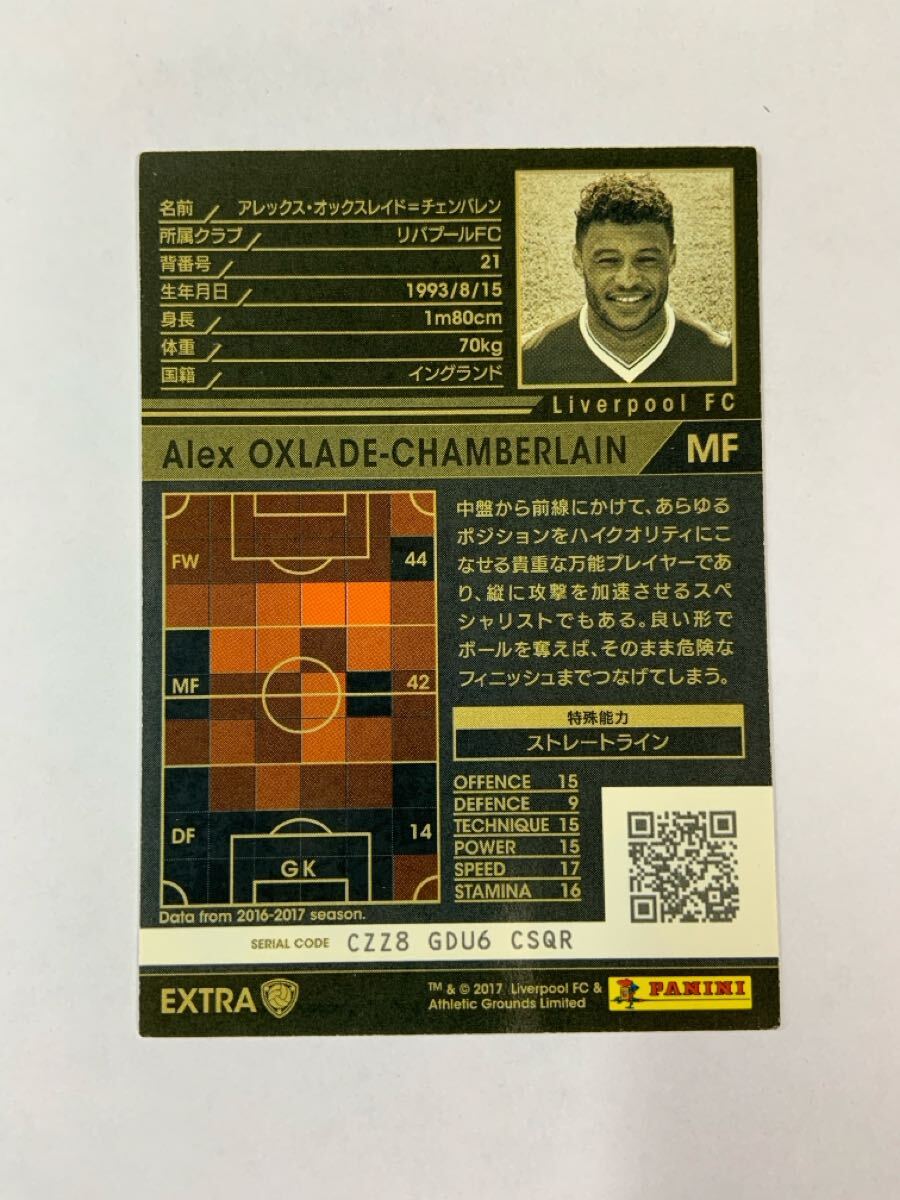 名前 アレックス・オックスレイド＝チェンバレン
所属クラブ リバプールFC
背番号 21
生年月日 1993/8/15
身長 1m80cm
体重 70kg
国籍 イングランド
Liverpool FC
Alex OXLADE-CHAMBERLAIN MF
FW 44
MF 42
DF 14
GK
Data from 2016-2017 season.
中盤から前線にかけて、あらゆる
ポジションをハイクオリティにこ
なせる貴重な万能プレイヤーであ
り、縦に攻撃を加速させるスペ
シャリストでもある。良い形で
ボールを奪えば、そのまま危険な
フィニッシュまでつなげてしまう。
特殊能力
ストレートライン
OFFENCE 15
DEFENCE 9
TECHNIQUE 15
POWER 15
SPEED 17
STAMINA 16
SERIAL CODE CZZ8 GDU6 CSQR
EXTRA
TM & © 2017 Liverpool FC &
Athletic Grounds Limited
PANINI